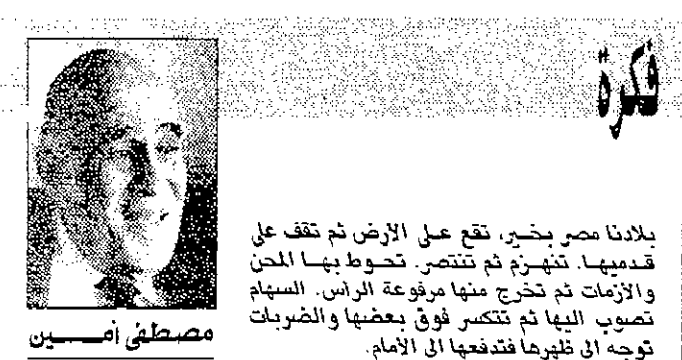 فكرة
بلادنا مصر بخير، تقع على الأرض ثم تقف على
قدميها. تنهزم ثم تنتصر. تحوط بها المحن
والأزمات ثم تخرج منها مرفوعة الرأس. السهام
تصوب اليها ثم تتكسر فوق بعضها والضربات
توجه الى ظهرها فتدفعها الى الأمام.
مصطفى أمين